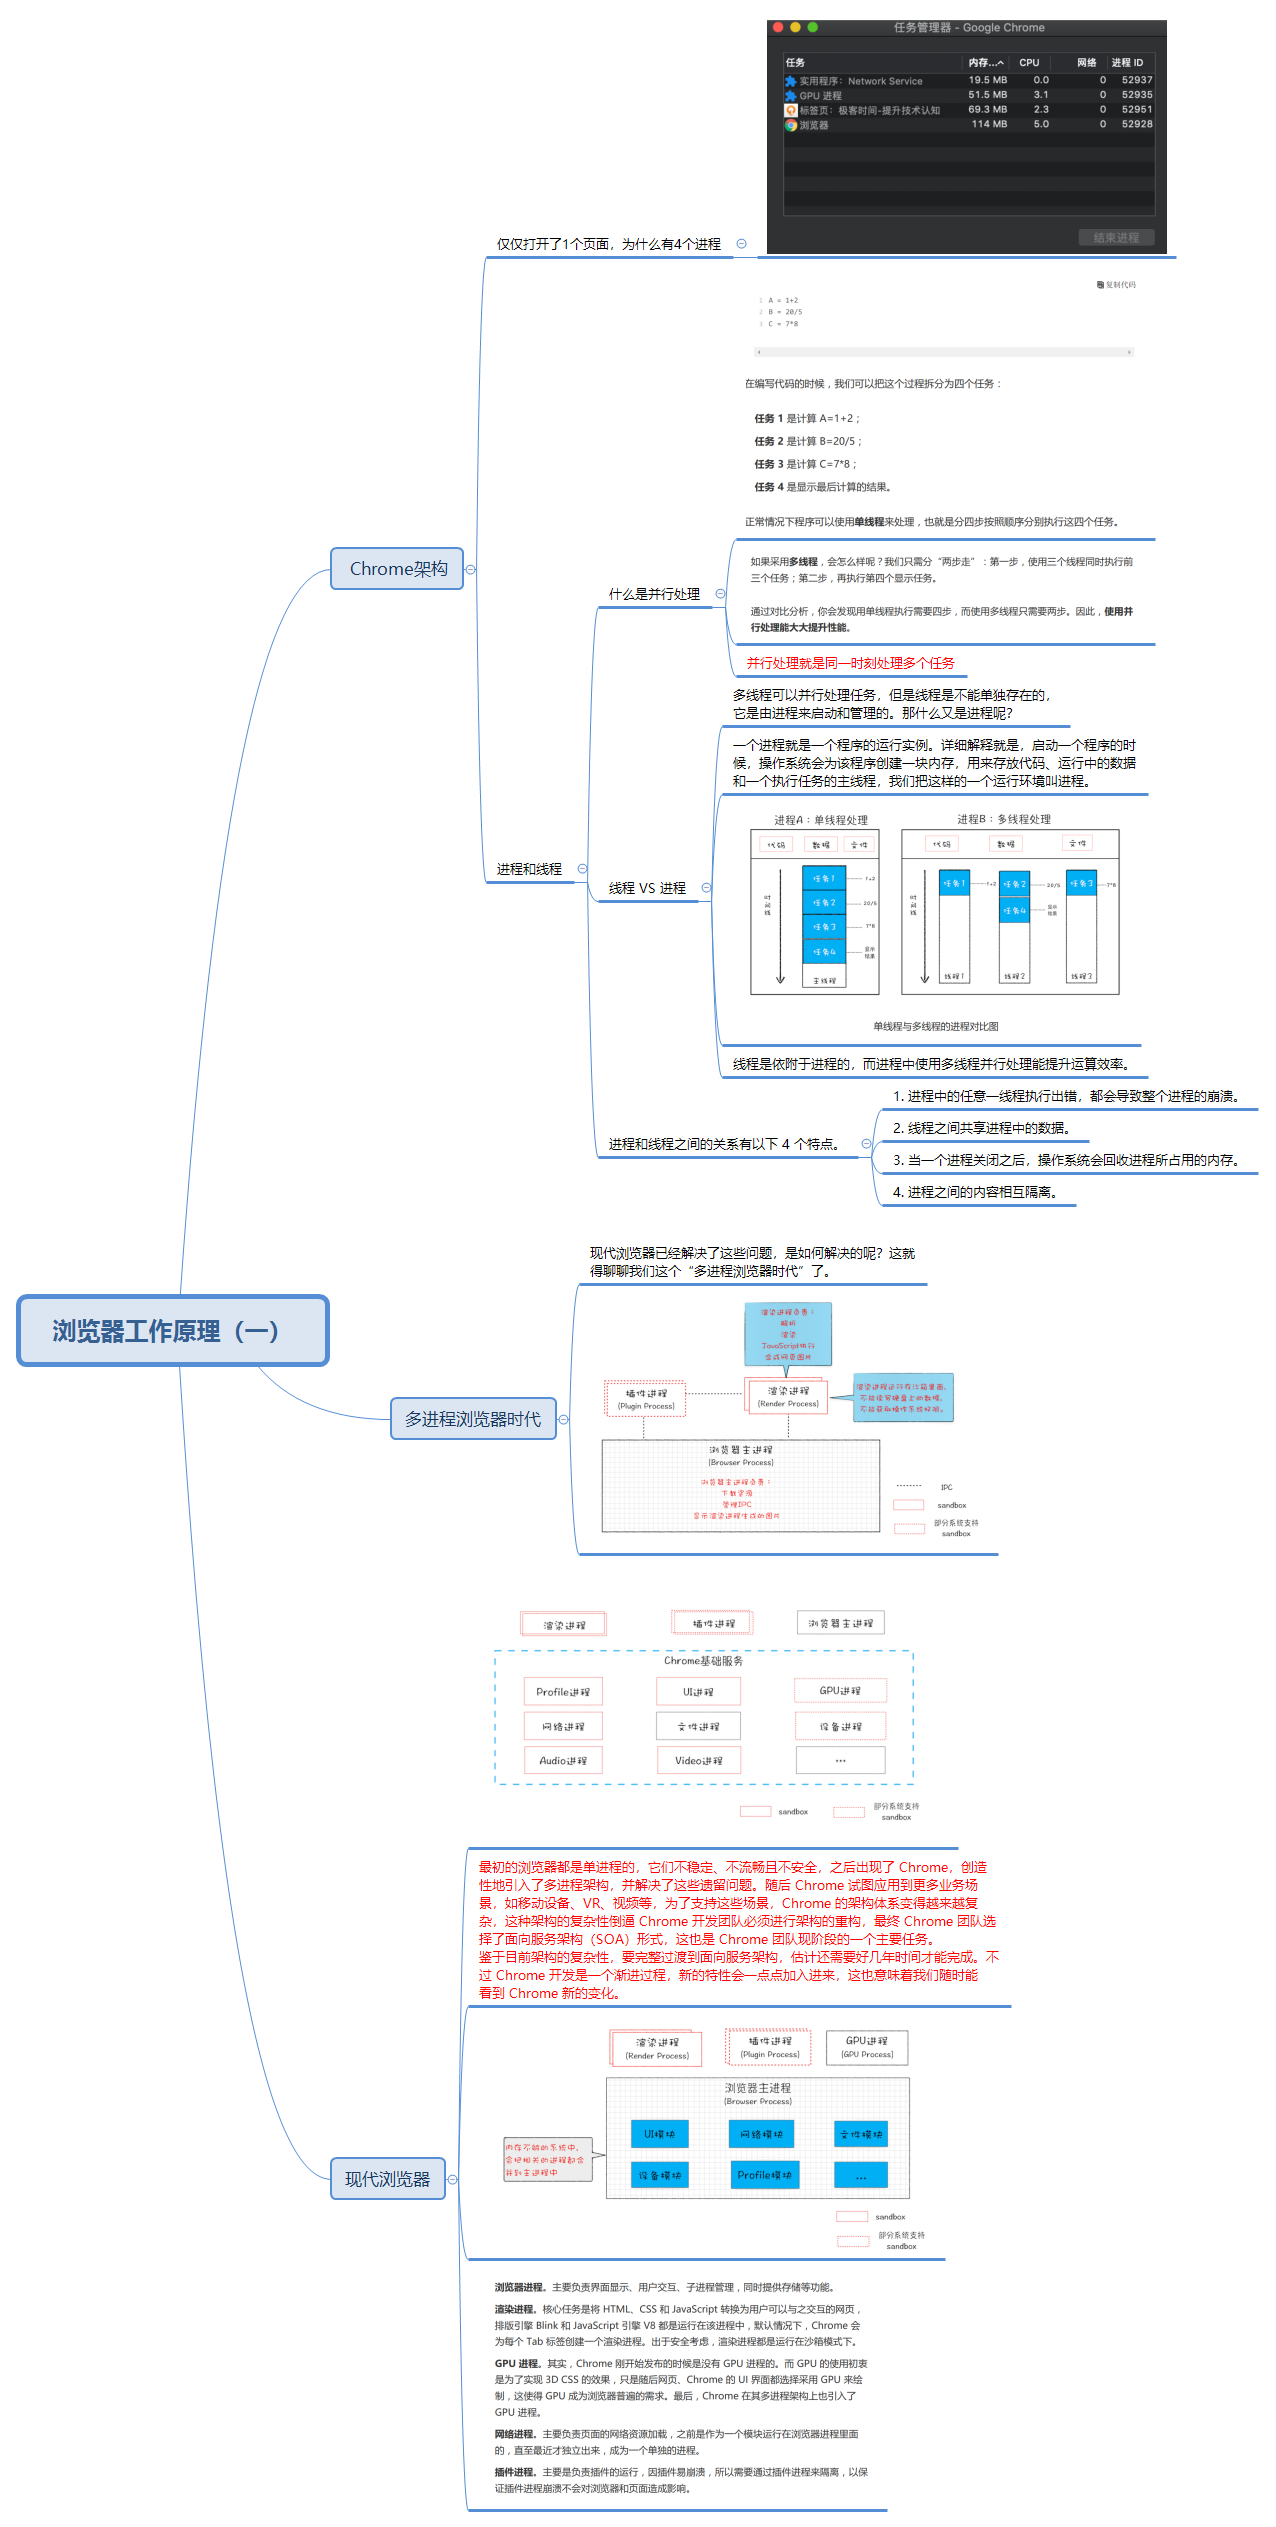 任务管理器 - Google Chrome
任务 内存... CPU 网络 进程 ID
实用程序：Network Service 19.5 MB 0.0 0 52937
GPU 进程 51.5 MB 3.1 0 52935
标签页：极客时间-提升技术认知 69.3 MB 2.3 0 52951
浏览器 114 MB 5.0 0 52928
结束进程
仅仅打开了1个页面，为什么有4个进程
复制代码
1 A = 1+2
2 B = 20/5
3 C = 7*8
在编写代码的时候，我们可以把这个过程拆分为四个任务：
任务 1 是计算 A=1+2；
任务 2 是计算 B=20/5；
任务 3 是计算 C=7*8；
任务 4 是显示最后计算的结果。
正常情况下程序可以使用单线程来处理，也就是分四步按照顺序分别执行这四个任务。
Chrome架构
如果采用多线程，会怎么样呢？我们只需分“两步走”：第一步，使用三个线程同时执行前
三个任务；第二步，再执行第四个显示任务。
什么是并行处理
通过对比分析，你会发现用单线程执行需要四步，而使用多线程只需要两步。因此，使用并
行处理能大大提升性能。
并行处理就是同一时刻处理多个任务
多线程可以并行处理任务，但是线程是不能单独存在的，
它是由进程来启动和管理的。那什么又是进程呢？
一个进程就是一个程序的运行实例。详细解释就是，启动一个程序的时
候，操作系统会为该程序创建一块内存，用来存放代码、运行中的数据
和一个执行任务的主线程，我们把这样的一个运行环境叫进程。
进程A：单线程处理
代码 数据 文件
时间线
任务1 1+2
任务2 20/5
任务3 7*8
任务4 显示结果
主线程
进程B：多线程处理
代码 数据 文件
时间线
任务1 1+2 任务2 20/5 任务3 7*8
任务4 显示结果
线程1 线程2 线程3
单线程与多线程的进程对比图
进程和线程
线程 VS 进程
线程是依附于进程的，而进程中使用多线程并行处理能提升运算效率。
进程和线程之间的关系有以下 4 个特点。
1. 进程中的任意一线程执行出错，都会导致整个进程的崩溃。
2. 线程之间共享进程中的数据。
3. 当一个进程关闭之后，操作系统会回收进程所占用的内存。
4. 进程之间的内容相互隔离。
浏览器工作原理（一）
现代浏览器已经解决了这些问题，是如何解决的呢？这就
得聊聊我们这个“多进程浏览器时代”了。
渲染进程负责：
解析
渲染
JavaScript执行
合成网页图片
插件进程
(Plugin Process)
渲染进程
(Render Process)
渲染进程运行在沙箱里面，
不能读写硬盘上的数据，
不能获取操作系统权限。
多进程浏览器时代
浏览器主进程
(Browser Process)
浏览器主进程负责：
下载资源
管理IPC
显示渲染进程生成的图片
IPC
sandbox
部分系统支持
sandbox
渲染进程 插件进程 浏览器主进程
Chrome基础服务
Profile进程 UI进程 GPU进程
网络进程 文件进程 设备进程
Audio进程 Video进程 ...
sandbox
部分系统支持
sandbox
最初的浏览器都是单进程的，它们不稳定、不流畅且不安全，之后出现了 Chrome，创造
性地引入了多进程架构，并解决了这些遗留问题。随后 Chrome 试图应用到更多业务场
景，如移动设备、VR、视频等，为了支持这些场景，Chrome 的架构体系变得越来越复
杂，这种架构的复杂性倒逼 Chrome 开发团队必须进行架构的重构，最终 Chrome 团队选
择了面向服务架构（SOA）形式，这也是 Chrome 团队现阶段的一个主要任务。
鉴于目前架构的复杂性，要完整过渡到面向服务架构，估计还需要好几年时间才能完成。不
过 Chrome 开发是一个渐进过程，新的特性会一点点加入进来，这也意味着我们随时能
看到 Chrome 新的变化。
渲染进程
(Render Process)
插件进程
(Plugin Process)
GPU进程
(GPU Process)
浏览器主进程
(Browser Process)
UI模块 网络模块 文件模块
设备模块 Profile模块 ...
内存不够的系统中，
会把相关的进程都合
并到主进程中
sandbox
部分系统支持
sandbox
现代浏览器
浏览器进程。主要负责界面显示、用户交互、子进程管理，同时提供存储等功能。
渲染进程。核心任务是将 HTML、CSS 和 JavaScript 转换为用户可以与之交互的网页，
排版引擎 Blink 和 JavaScript 引擎 V8 都是运行在该进程中，默认情况下，Chrome 会
为每个 Tab 标签创建一个渲染进程。出于安全考虑，渲染进程都是运行在沙箱模式下。
GPU 进程。其实，Chrome 刚开始发布的时候是没有 GPU 进程的。而 GPU 的使用初衷
是为了实现 3D CSS 的效果，只是随后网页、Chrome 的 UI 界面都选择采用 GPU 来绘
制，这使得 GPU 成为浏览器普遍的需求。最后，Chrome 在其多进程架构上也引入了
GPU 进程。
网络进程。主要负责页面的网络资源加载，之前是作为一个模块运行在浏览器进程里面
的，直至最近才独立出来，成为一个单独的进程。
插件进程。主要是负责插件的运行，因插件易崩溃，所以需要通过插件进程来隔离，以保
证插件进程崩溃不会对浏览器和页面造成影响。